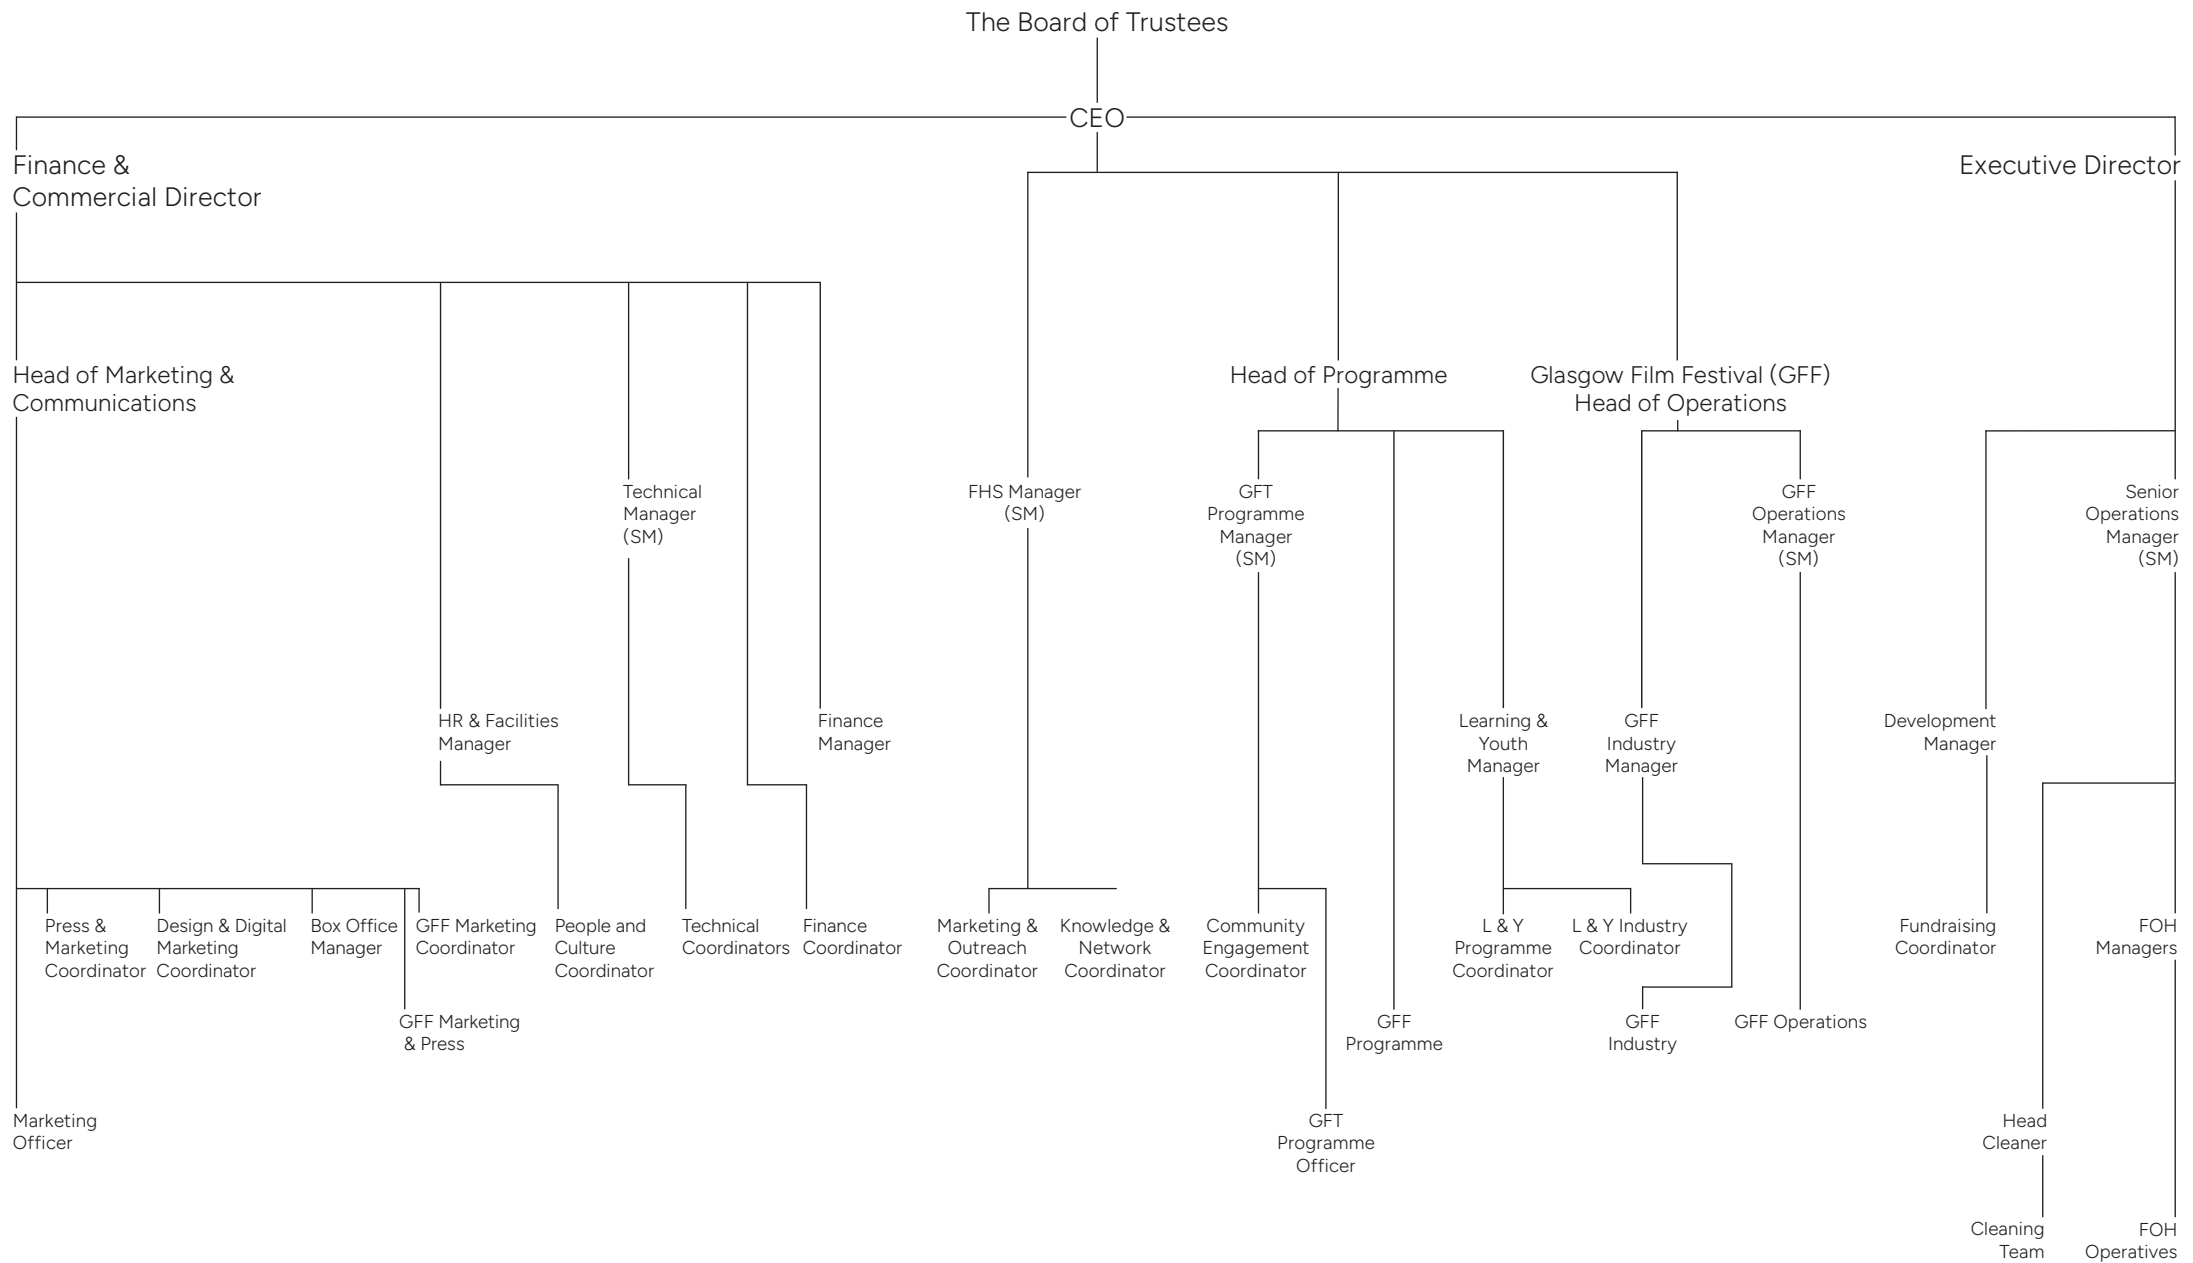 The Board of Trustees
CEO
Finance &
Commercial Director
Executive Director
Head of Marketing &
Communications
Head of Programme
Glasgow Film Festival (GFF)
Head of Operations
Technical
Manager
(SM)
FHS Manager
(SM)
GFT
Programme
Manager
(SM)
GFF
Operations
Manager
(SM)
Senior
Operations
Manager
(SM)
HR & Facilities
Manager
Finance
Manager
Learning &
Youth
Manager
GFF
Industry
Manager
Development
Manager
Press &
Marketing
Coordinator
Design & Digital
Marketing
Coordinator
Box Office
Manager
GFF Marketing
Coordinator
People and
Culture
Coordinator
Technical
Coordinators
Finance
Coordinator
Marketing &
Outreach
Coordinator
Knowledge &
Network
Coordinator
Community
Engagement
Coordinator
L & Y
Programme
Coordinator
L & Y Industry
Coordinator
Fundraising
Coordinator
FOH
Managers
GFF Marketing
& Press
GFF
Programme
GFF
Industry
GFF Operations
Marketing
Officer
GFT
Programme
Officer
Head
Cleaner
Cleaning
Team
FOH
Operatives